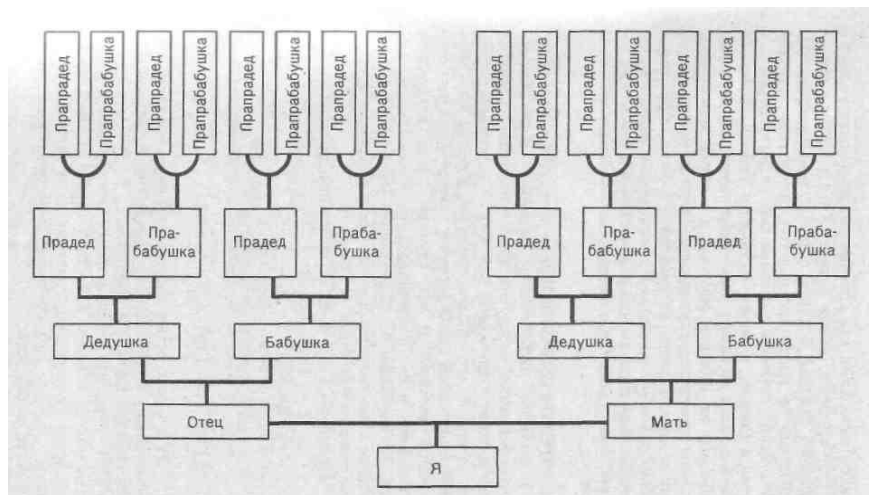 Прапрадед
Прапрабабушка
Прапрадед
Прапрабабушка
Прапрадед
Прапрабабушка
Прапрадед
Прапрабабушка
Прапрадед
Прапрабабушка
Прапрадед
Прапрабабушка
Прапрадед
Прапрабабушка
Прапрадед
Прапрабабушка
Прадед
Пра-
бабушка
Прадед
Праба-
бушка
Прадед
Пра-
бабушка
Прадед
Праба-
бушка
Дедушка
Бабушка
Дедушка
Бабушка
Отец
Мать
Я